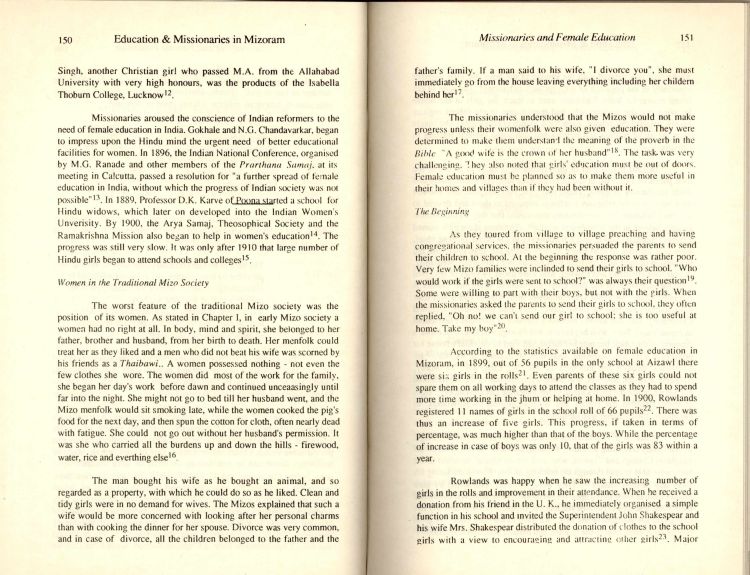 150 Education & Missionaries in Mizoram
Singh, another Christian girl who passed M.A. from the Allahabad
University with very high honours, was the products of the Isabella
Thoburn College, Lucknow12.
Missionaries aroused the conscience of Indian reformers to the
need of female education in India. Gokhale and N.G. Chandavarkar, began
to impress upon the Hindu mind the urgent need of better educational
facilities for women. In 1896, the Indian National Conference, organised
by M.G. Ranade and other members of the Prarthana Samaj, at its
meeting in Calcutta, passed a resolution for "a further spread of female
education in India, without which the progress of Indian society was not
possible"13. In 1889, Professor D.K. Karve of Poona started a school for
Hindu widows, which later on developed into the Indian Women's
Unverisity. By 1900, the Arya Samaj, Theosophical Society and the
Ramakrishna Mission also began to help in women's education14. The
progress was still very slow. It was only after 1910 that large number of
Hindu girls began to attend schools and colleges15.
Women in the Traditional Mizo Society
The worst feature of the traditional Mizo society was the
position of its women. As stated in Chapter I, in early Mizo society a
women had no right at all. In body, mind and spirit, she belonged to her
father, brother and husband, from her birth to death. Her menfolk could
treat her as they liked and a men who did not beat his wife was scorned by
his friends as a Thaibawi.. A women possessed nothing - not even the
few clothes she wore. The women did most of the work for the family,
she began her day's work before dawn and continued unceaasingly until
far into the night. She might not go to bed till her husband went, and the
Mizo menfolk would sit smoking late, while the women cooked the pig's
food for the next day, and then spun the cotton for cloth, often nearly dead
with fatigue. She could not go out without her husband's permission. It
was she who carried all the burdens up and down the hills - firewood,
water, rice and everthing else16.
The man bought his wife as he bought an animal, and so
regarded as a property, with which he could do so as he liked. Clean and
tidy girls were in no demand for wives. The Mizos explained that such a
wife would be more concerned with looking after her personal charms
than with cooking the dinner for her spouse. Divorce was very common,
and in case of divorce, all the children belonged to the father and the
Missionaries and Female Education 151
father's family. If a man said to his wife, "I divorce you", she must
immediately go from the house leaving everything including her childern
behind her17.
The missionaries understood that the Mizos would not make
progress unless their womenfolk were also given education. They were
determined to make them understand the meaning of the proverb in the
Bible "A good wife is the crown of her husband"18. The task was very
challenging. They also noted that girls' education must be out of doors.
Female education must be planned so as to make them more useful in
their homes and villages than if they had been without it.
The Beginning
As they toured from village to village preaching and having
congregational services, the missionaries persuaded the parents to send
their children to school. At the beginning the response was rather poor.
Very few Mizo families were inclinded to send their girls to school. "Who
would work if the girls were sent to school?" was always their question19.
Some were willing to part with their boys, but not with the girls. When
the missionaries asked the parents to send their girls to school, they often
replied, "Oh no! we can't send our girl to school; she is too useful at
home. Take my boy"20.
According to the statistics available on female education in
Mizoram, in 1899, out of 56 pupils in the only school at Aizawl there
were six girls in the rolls21. Even parents of these six girls could not
spare them on all working days to attend the classes as they had to spend
more time working in the jhum or helping at home. In 1900, Rowlands
registered 11 names of girls in the school roll of 66 pupils22. There was
thus an increase of five girls. This progress, if taken in terms of
percentage, was much higher than that of the boys. While the percentage
of increase in case of boys was only 10, that of girls was 83 within a
year.
Rowlands was happy when he saw the increasing number of
girls in the rolls and improvement in their attendance. When he received a
donation from his friend in the U. K., he immediately organised a simple
function in his school and invited the Superintendent John Shakespear and
his wife Mrs. Shakespear distributed the donation of clothes to the school
girls with a view to encouraging and attracting other girls23. Major